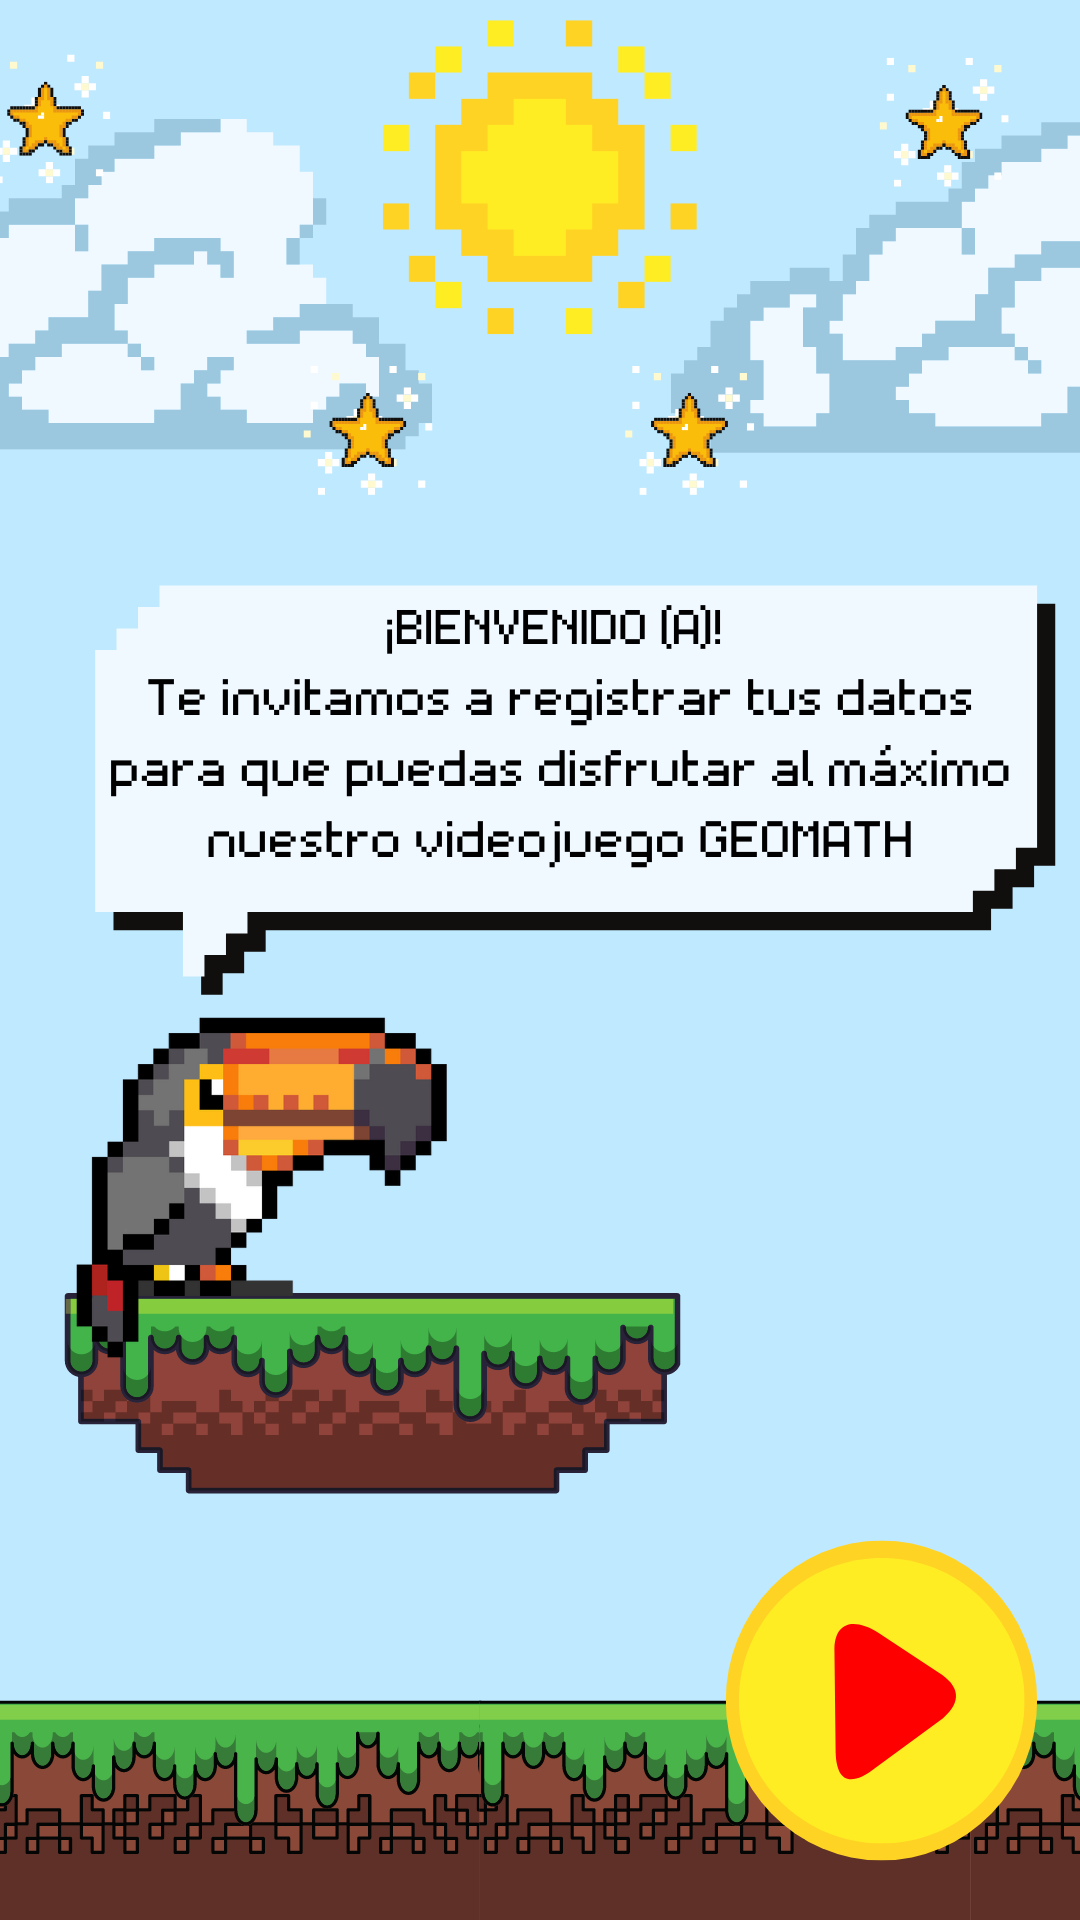 ¡BIENVENIDO (A)!
Te invitamos a registrar tus datos
para que puedas disfrutar al máximo
nuestro videojuego GEOMATH